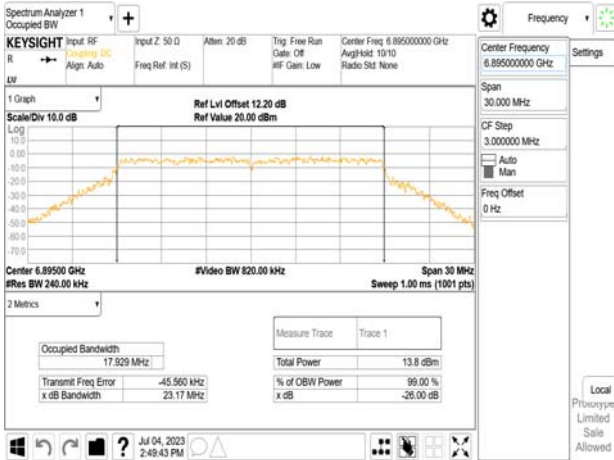 Spectrum Analyzer 1
Occupied BW
+
Frequency
KEYSIGHT
R
LXI
Input: RF
Coupling: DC
Align: Auto
Input Z: 50 Ω
Freq Ref: Int (S)
Atten: 20 dB
Trig: Free Run
Gate: Off
#IF Gain: Low
Center Freq: 6.895000000 GHz
Avg|Hold: 10/10
Radio Std: None
Center Frequency
6.895000000 GHz
Settings
Span
30.000 MHz
CF Step
3.000000 MHz
Auto
Man
Freq Offset
0 Hz
1 Graph
Scale/Div 10.0 dB
Ref Lvl Offset 12.20 dB
Ref Value 20.00 dBm
Log
10.0
0.00
-10.0
-20.0
-30.0
-40.0
-50.0
-60.0
-70.0
Center 6.89500 GHz
#Video BW 820.00 kHz
Span 30 MHz
#Res BW 240.00 kHz
Sweep 1.00 ms (1001 pts)
2 Metrics
Measure Trace
Trace 1
Occupied Bandwidth
17.929 MHz
Total Power
13.8 dBm
Transmit Freq Error
-45.560 kHz
% of OBW Power
99.00 %
x dB Bandwidth
23.17 MHz
x dB
-26.00 dB
Local
Prototype
Limited
Sale
Allowed
?
Jul 04, 2023
2:49:43 PM